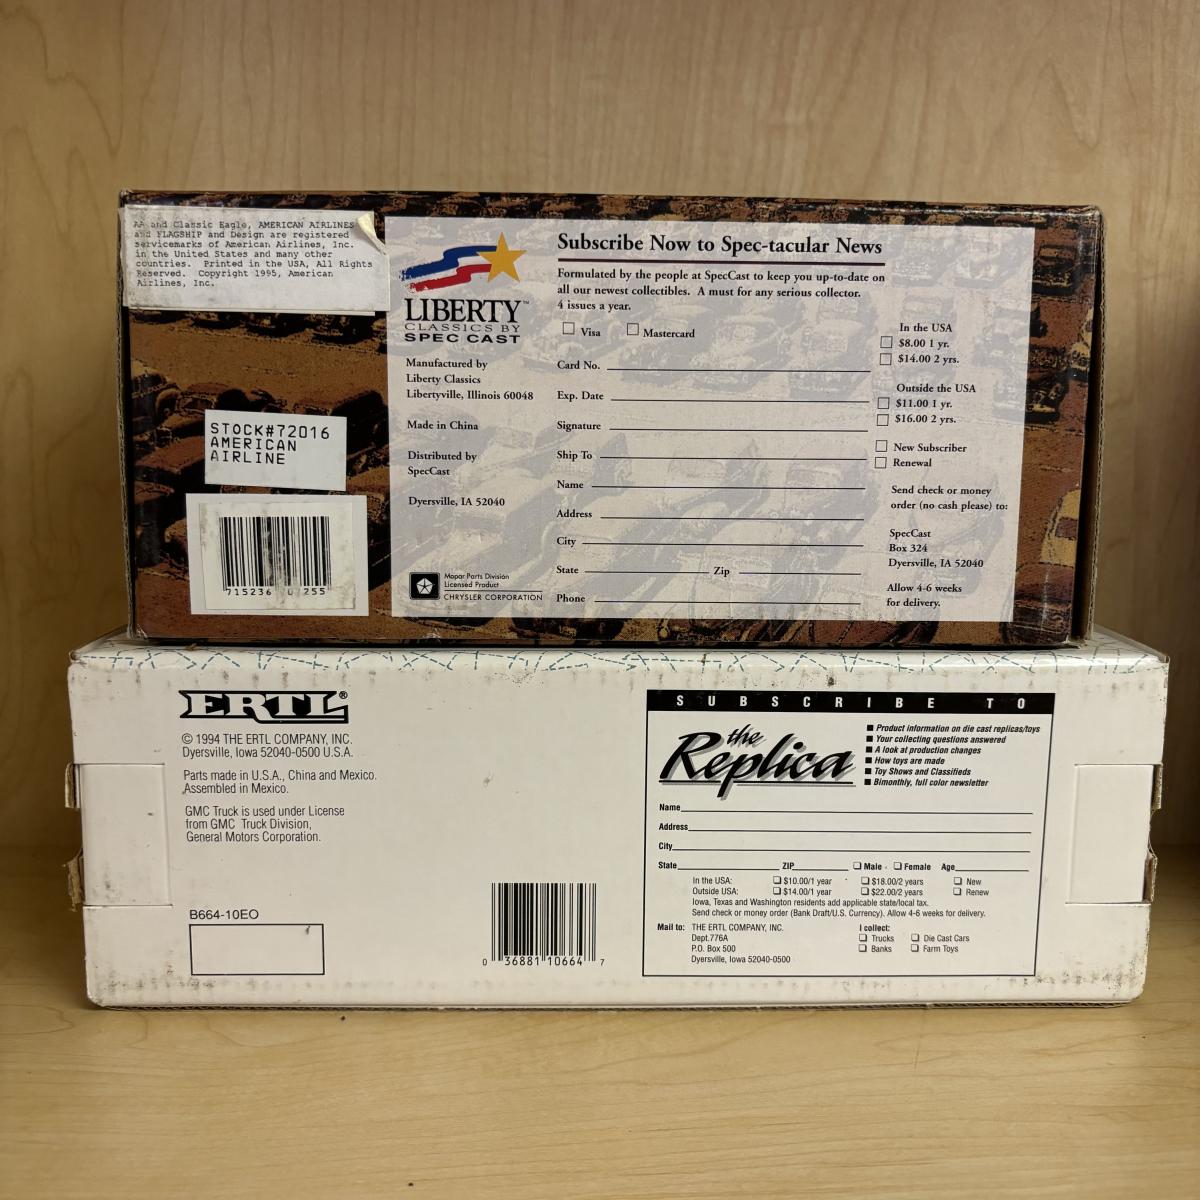 AA and Classic Eagle, AMERICAN AIRLINES
and FLAGSHIP and Design are registered
servicemarks of American Airlines, Inc.
in the United States and many other
countries. Printed in the USA, All Rights
Reserved. Copyright 1995, American
Airlines, Inc.
STOCK#72016
AMERICAN
AIRLINE
715236 0 255
LIBERTY™
CLASSICS BY
SPEC CAST
Manufactured by
Liberty Classics
Libertyville, Illinois 60048
Made in China
Distributed by
SpecCast
Dyersville, IA 52040
Mopar Parts Division
Licensed Product
CHRYSLER CORPORATION
Subscribe Now to Spec-tacular News
Formulated by the people at SpecCast to keep you up-to-date on
all our newest collectibles. A must for any serious collector.
4 issues a year.
Visa Mastercard
Card No.
Exp. Date
Signature
Ship To
Name
Address
City
State Zip
Phone
In the USA
$8.00 1 yr.
$14.00 2 yrs.
Outside the USA
$11.00 1 yr.
$16.00 2 yrs.
New Subscriber
Renewal
Send check or money
order (no cash please) to:
SpecCast
Box 324
Dyersville, IA 52040
Allow 4-6 weeks
for delivery.
ERTL®
© 1994 THE ERTL COMPANY, INC.
Dyersville, Iowa 52040-0500 U.S.A.
Parts made in U.S.A., China and Mexico.
Assembled in Mexico.
GMC Truck is used under License
from GMC Truck Division,
General Motors Corporation.
B664-10EO
0 36881 10664 7
SUBSCRIBE TO
the
Replica
■ Product information on die cast replicas/toys
■ Your collecting questions answered
■ A look at production changes
■ How toys are made
■ Toy Shows and Classifieds
■ Bimonthly, full color newsletter
Name
Address
City
State ZIP Male Female Age
In the USA: $10.00/1 year $18.00/2 years New
Outside USA: $14.00/1 year $22.00/2 years Renew
Iowa, Texas and Washington residents add applicable state/local tax.
Send check or money order (Bank Draft/U.S. Currency). Allow 4-6 weeks for delivery.
Mail to: THE ERTL COMPANY, INC.
Dept.776A
P.O. Box 500
Dyersville, Iowa 52040-0500
I collect:
Trucks Die Cast Cars
Banks Farm Toys